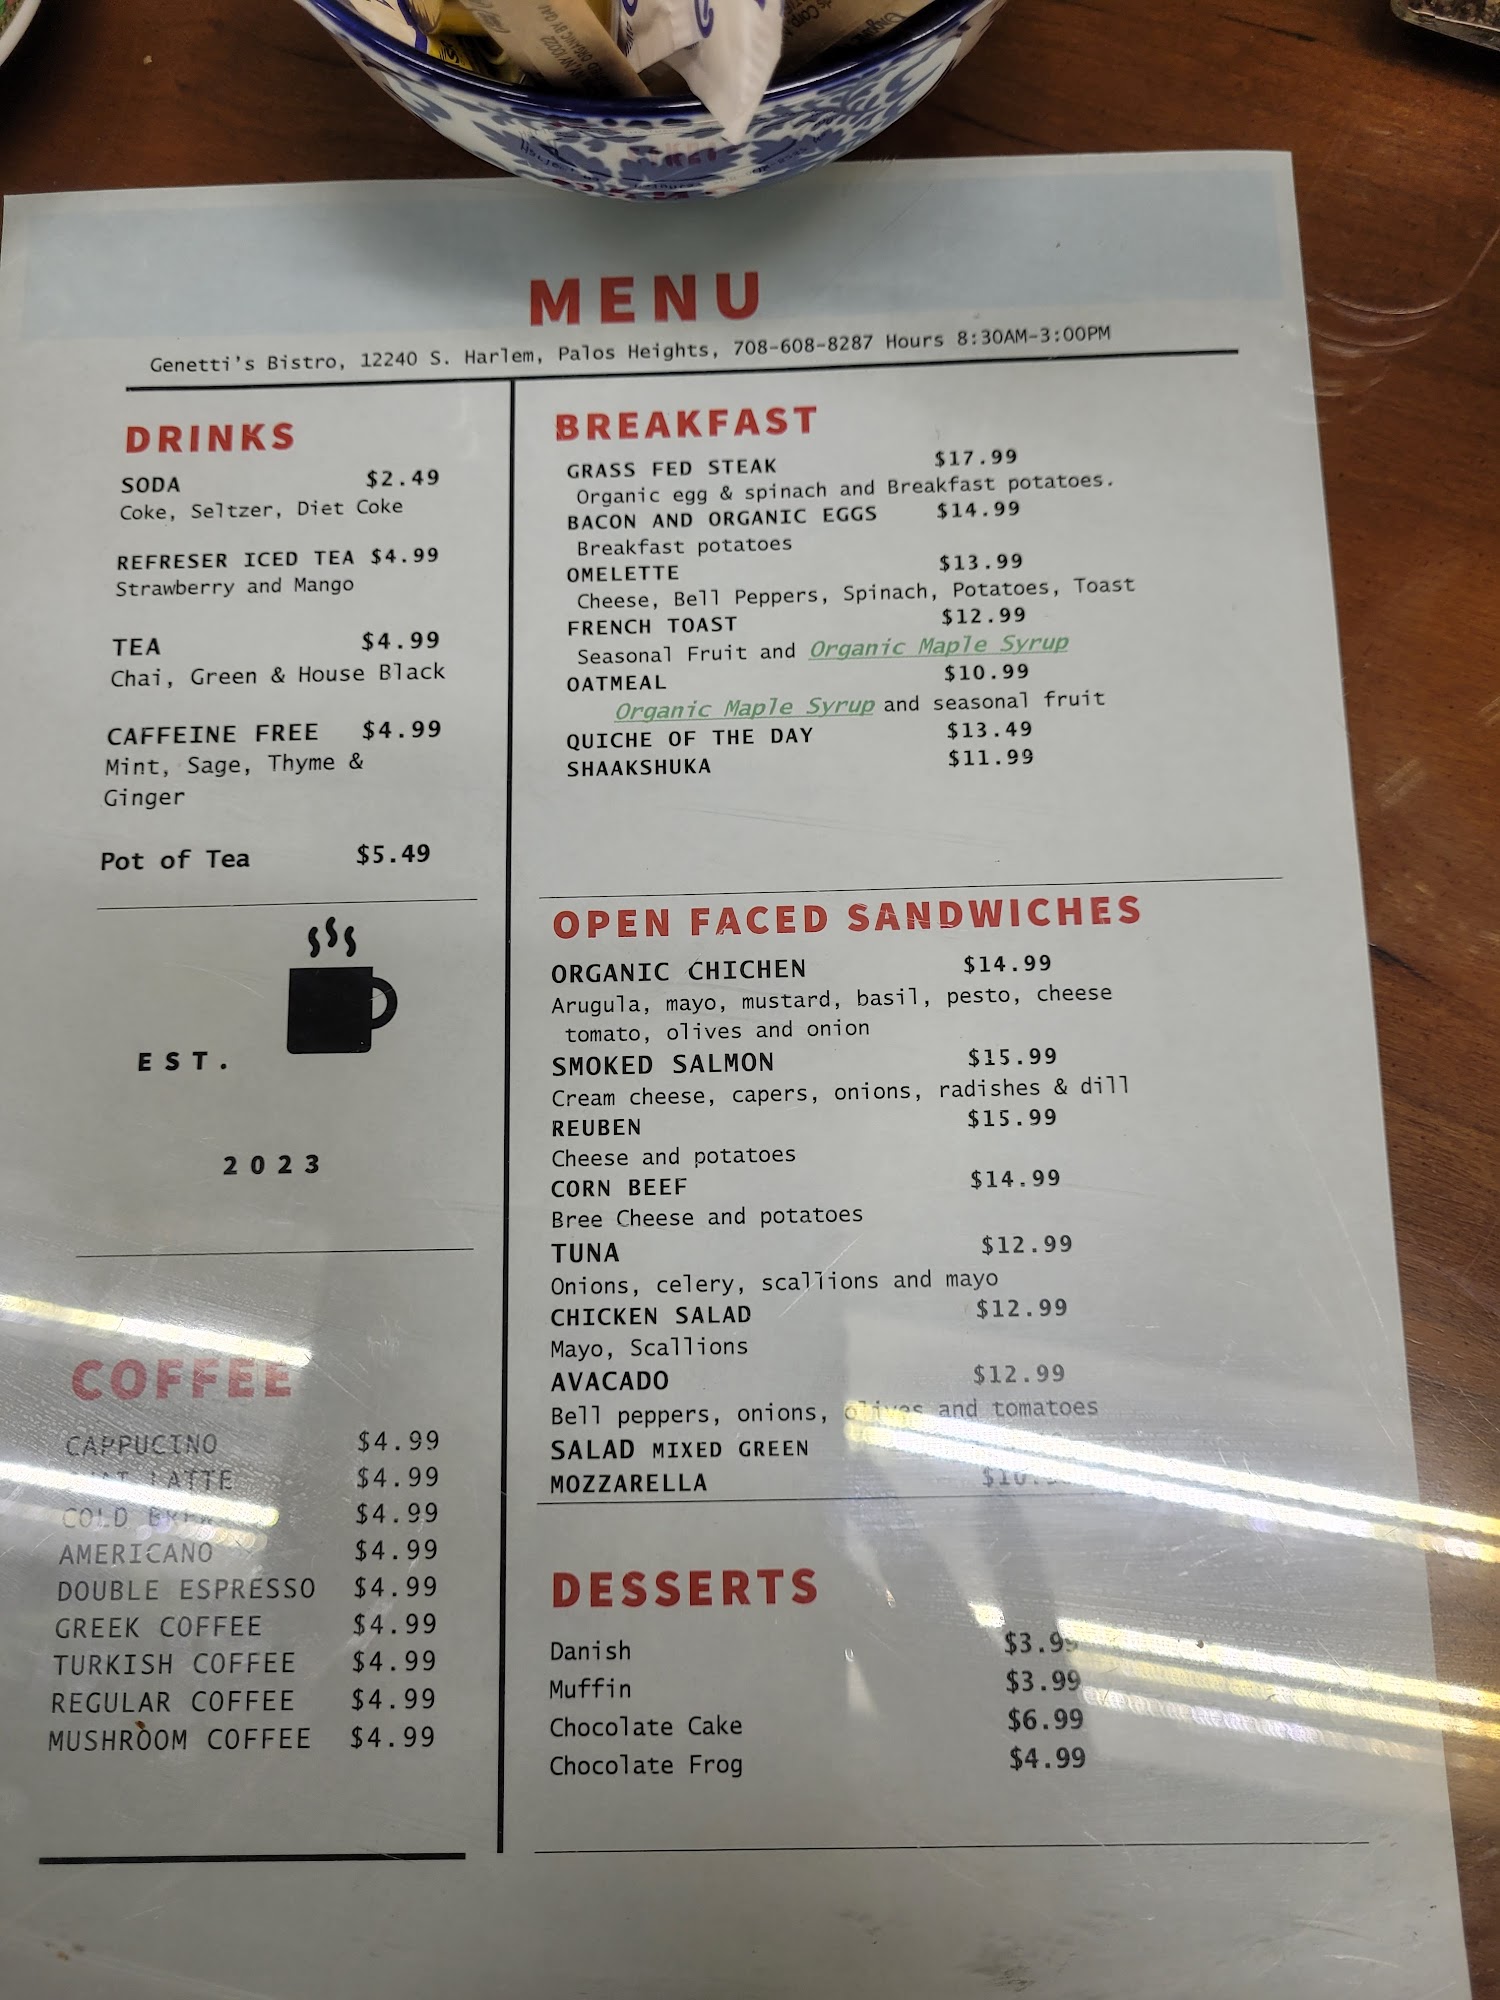 MENU
Genetti's Bistro, 12240 S. Harlem, Palos Heights, 708-608-8287 Hours 8:30AM-3:00PM
DRINKS
SODA $2.49
Coke, Seltzer, Diet Coke
REFRESER ICED TEA $4.99
Strawberry and Mango
TEA $4.99
Chai, Green & House Black
CAFFEINE FREE $4.99
Mint, Sage, Thyme &
Ginger
Pot of Tea $5.49
EST.
2023
COFFEE
CAPPUCINO $4.99
LATTE $4.99
COLD $4.99
AMERICANO $4.99
DOUBLE ESPRESSO $4.99
GREEK COFFEE $4.99
TURKISH COFFEE $4.99
REGULAR COFFEE $4.99
MUSHROOM COFFEE $4.99
BREAKFAST
GRASS FED STEAK $17.99
Organic egg & spinach and Breakfast potatoes.
BACON AND ORGANIC EGGS $14.99
Breakfast potatoes
OMELETTE $13.99
Cheese, Bell Peppers, Spinach, Potatoes, Toast
FRENCH TOAST $12.99
Seasonal Fruit and Organic Maple Syrup
OATMEAL $10.99
Organic Maple Syrup and seasonal fruit
QUICHE OF THE DAY $13.49
SHAAKSHUKA $11.99
OPEN FACED SANDWICHES
ORGANIC CHICHEN $14.99
Arugula, mayo, mustard, basil, pesto, cheese
tomato, olives and onion
SMOKED SALMON $15.99
Cream cheese, capers, onions, radishes & dill
REUBEN $15.99
Cheese and potatoes
CORN BEEF $14.99
Bree Cheese and potatoes
TUNA $12.99
Onions, celery, scallions and mayo
CHICKEN SALAD $12.99
Mayo, Scallions
AVACADO $12.99
Bell peppers, onions, olives and tomatoes
SALAD MIXED GREEN
MOZZARELLA
DESSERTS
Danish $3.99
Muffin $3.99
Chocolate Cake $6.99
Chocolate Frog $4.99